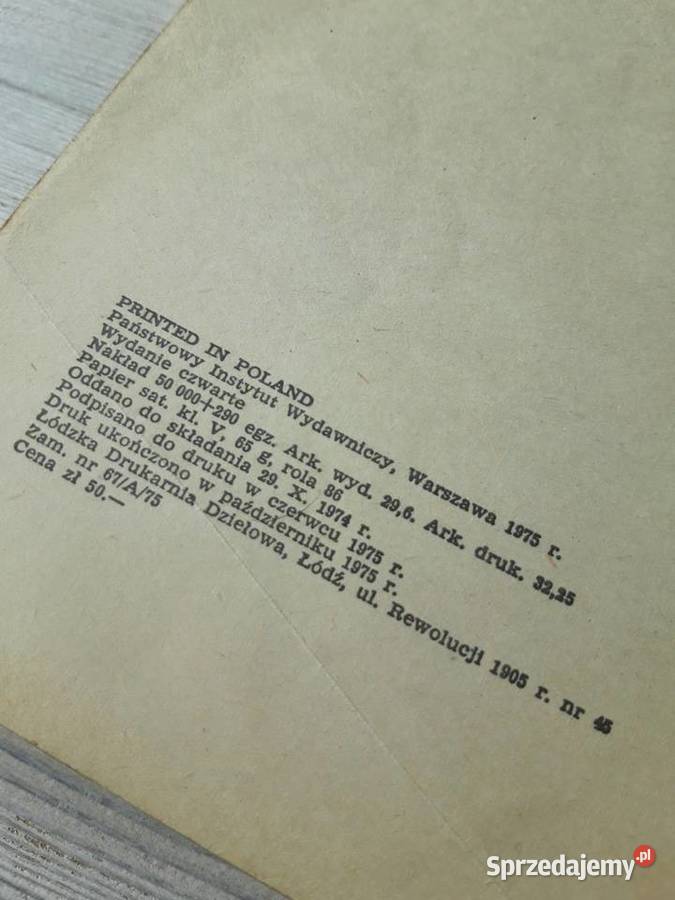 PRINTED IN POLAND
Państwowy Instytut Wydawniczy, Warszawa 1975 r.
Wydanie czwarte
Nakład 50 000+290 egz. Ark. wyd. 29,6. Ark. druk. 32,25
Papier sat. kl. V, 65 g, rola 86
Oddano do składania 29. X. 1974 r.
Podpisano do druku w czerwcu 1975 r.
Druk ukończono w październiku 1975 r.
Łódzka Drukarnia Dziełowa, Łódź, ul. Rewolucji 1905 r. nr 45
Zam. nr 67/A/75
Cena zł 50.—
Sprzedajemy.pl